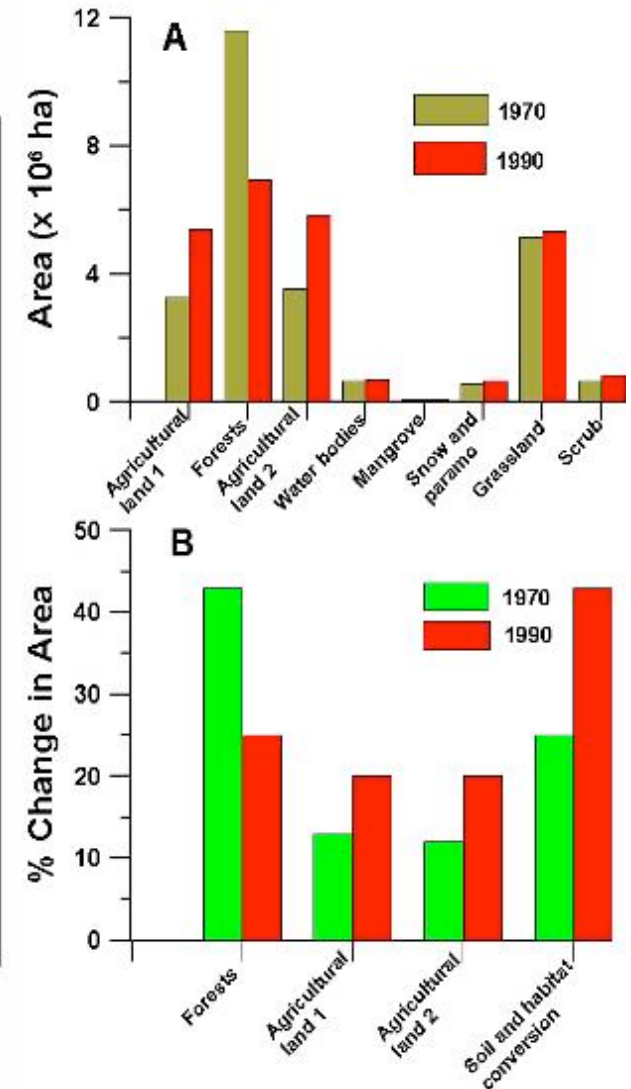 A
12
8
4
0
Area (x 10⁶ ha)
1970
1990
Agricultural
land 1
Forests
Agricultural
land 2
Water bodies
Mangrove
Snow and
paramo
Grassland
Scrub
B
50
40
30
20
10
0
% Change in Area
1970
1990
Forests
Agricultural
land 1
Agricultural
land 2
Soil and habitat
conversion